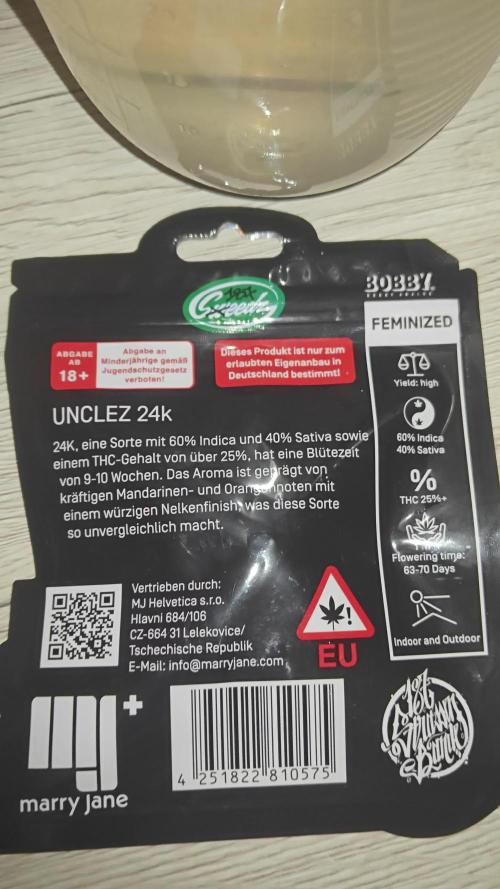 BOBBY
FEMINIZED
ABGABE
AB
18+
Abgabe an
Minderjährige gemäß
Jugendschutzgesetz
verboten!
Dieses Produkt ist nur zum
erlaubten Eigenanbau in
Deutschland bestimmt!
UNCLEZ 24k
24K, eine Sorte mit 60% Indica und 40% Sativa sowie
einem THC-Gehalt von über 25%, hat eine Blütezeit
von 9-10 Wochen. Das Aroma ist geprägt von
kräftigen Mandarinen- und Orangennoten mit
einem würzigen Nelkenfinish, was diese Sorte
so unvergleichlich macht.
Yield: high
60% Indica
40% Sativa
%
THC 25%+
Flowering time:
63-70 Days
Indoor and Outdoor
Vertrieben durch:
MJ Helvetica s.r.o.
Hlavni 684/106
CZ-664 31 Lelekovice/
Tschechische Republik
E-Mail: info@marryjane.com
!
EU
mj+
marry jane
4 251822 810575